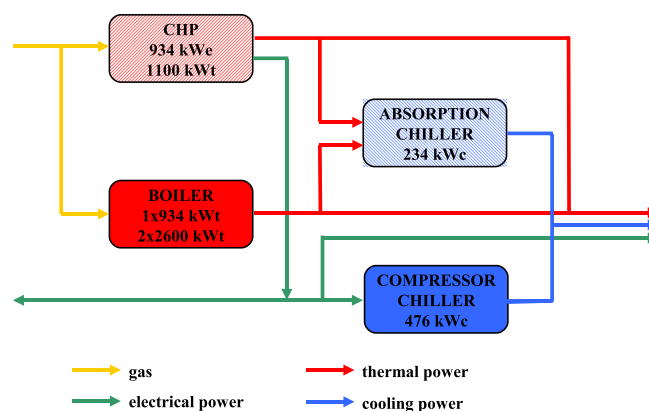 CHP
934 kWe
1100 kWt
ABSORPTION
CHILLER
234 kWc
BOILER
1x934 kWt
2x2600 kWt
COMPRESSOR
CHILLER
476 kWc
gas
thermal power
electrical power
cooling power